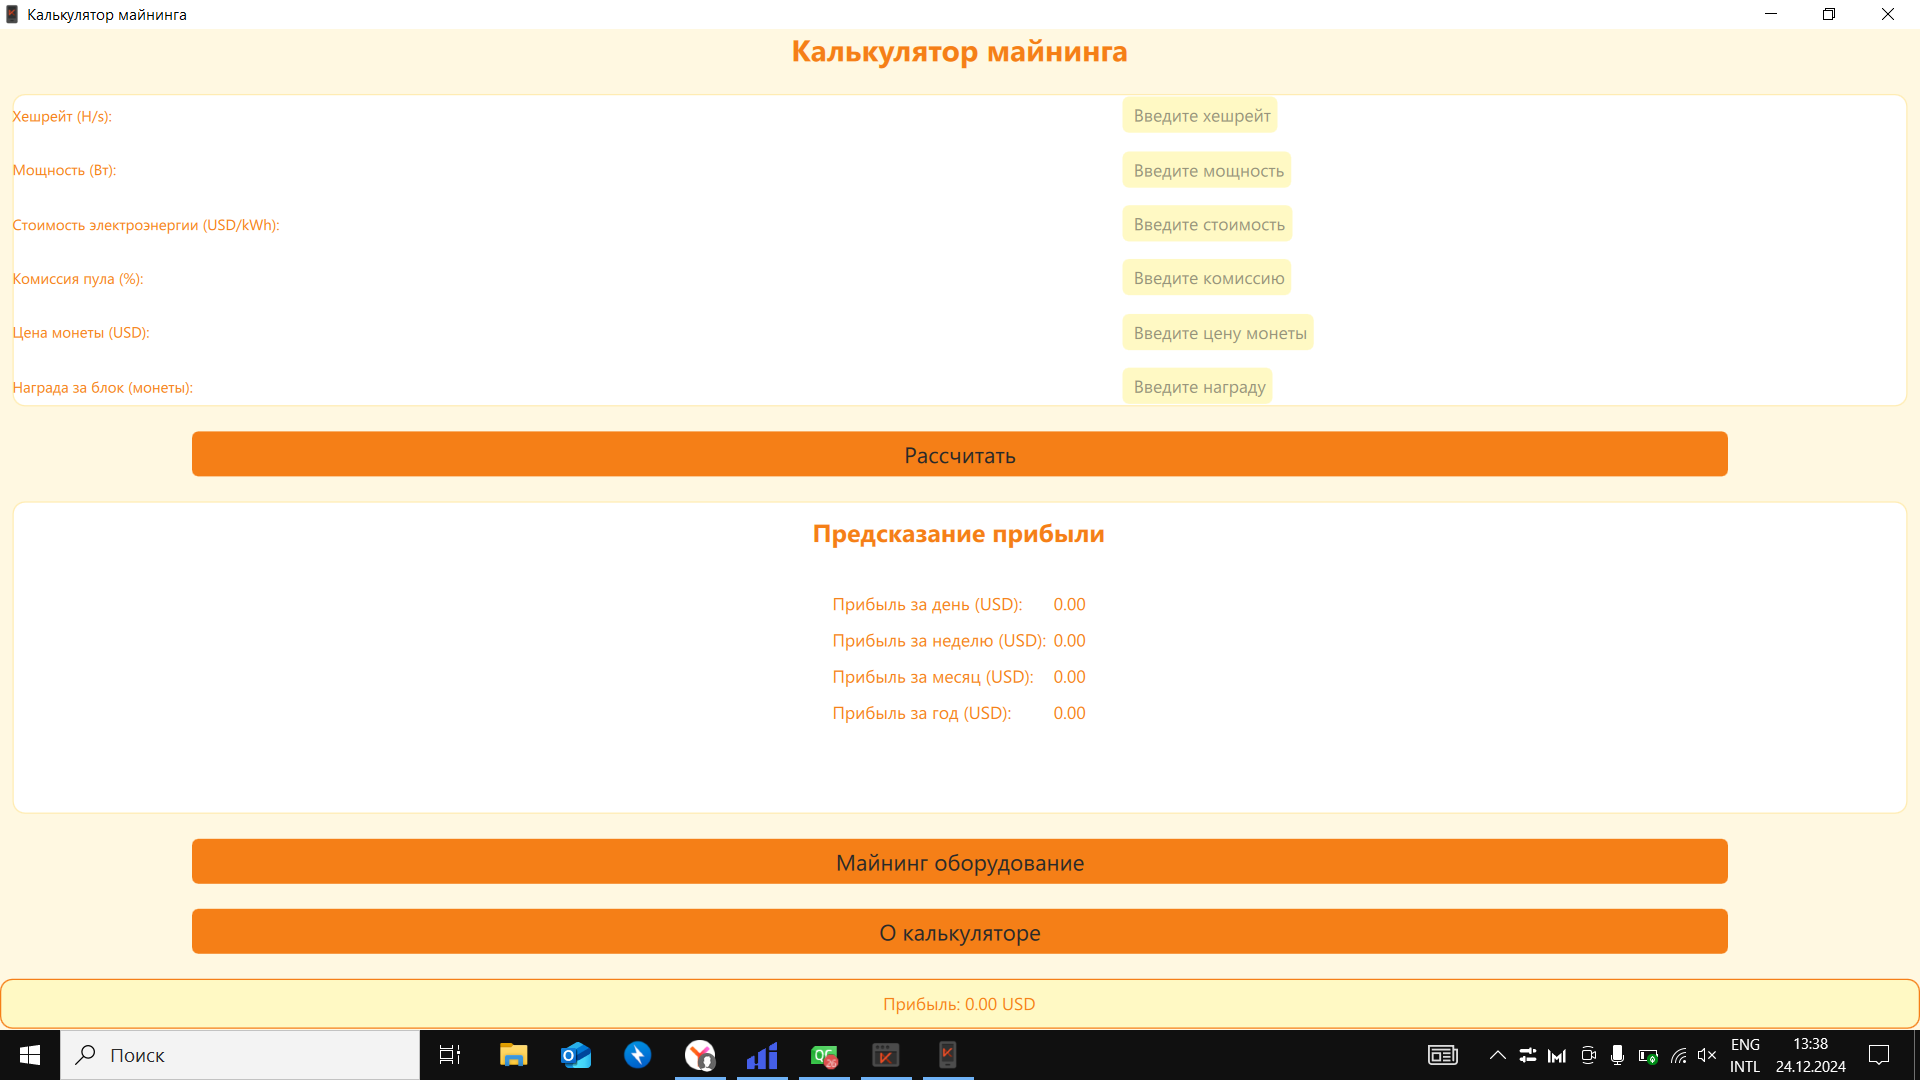 Калькулятор майнинга
Калькулятор майнинга
Хешрейт (H/s):
Введите хешрейт
Мощность (Вт):
Введите мощность
Стоимость электроэнергии (USD/kWh):
Введите стоимость
Комиссия пула (%):
Введите комиссию
Цена монеты (USD):
Введите цену монеты
Награда за блок (монеты):
Введите награду
Рассчитать
Предсказание прибыли
Прибыль за день (USD): 0.00
Прибыль за неделю (USD): 0.00
Прибыль за месяц (USD): 0.00
Прибыль за год (USD): 0.00
Майнинг оборудование
О калькуляторе
Прибыль: 0.00 USD
Поиск
ENG
INTL
13:38
24.12.2024